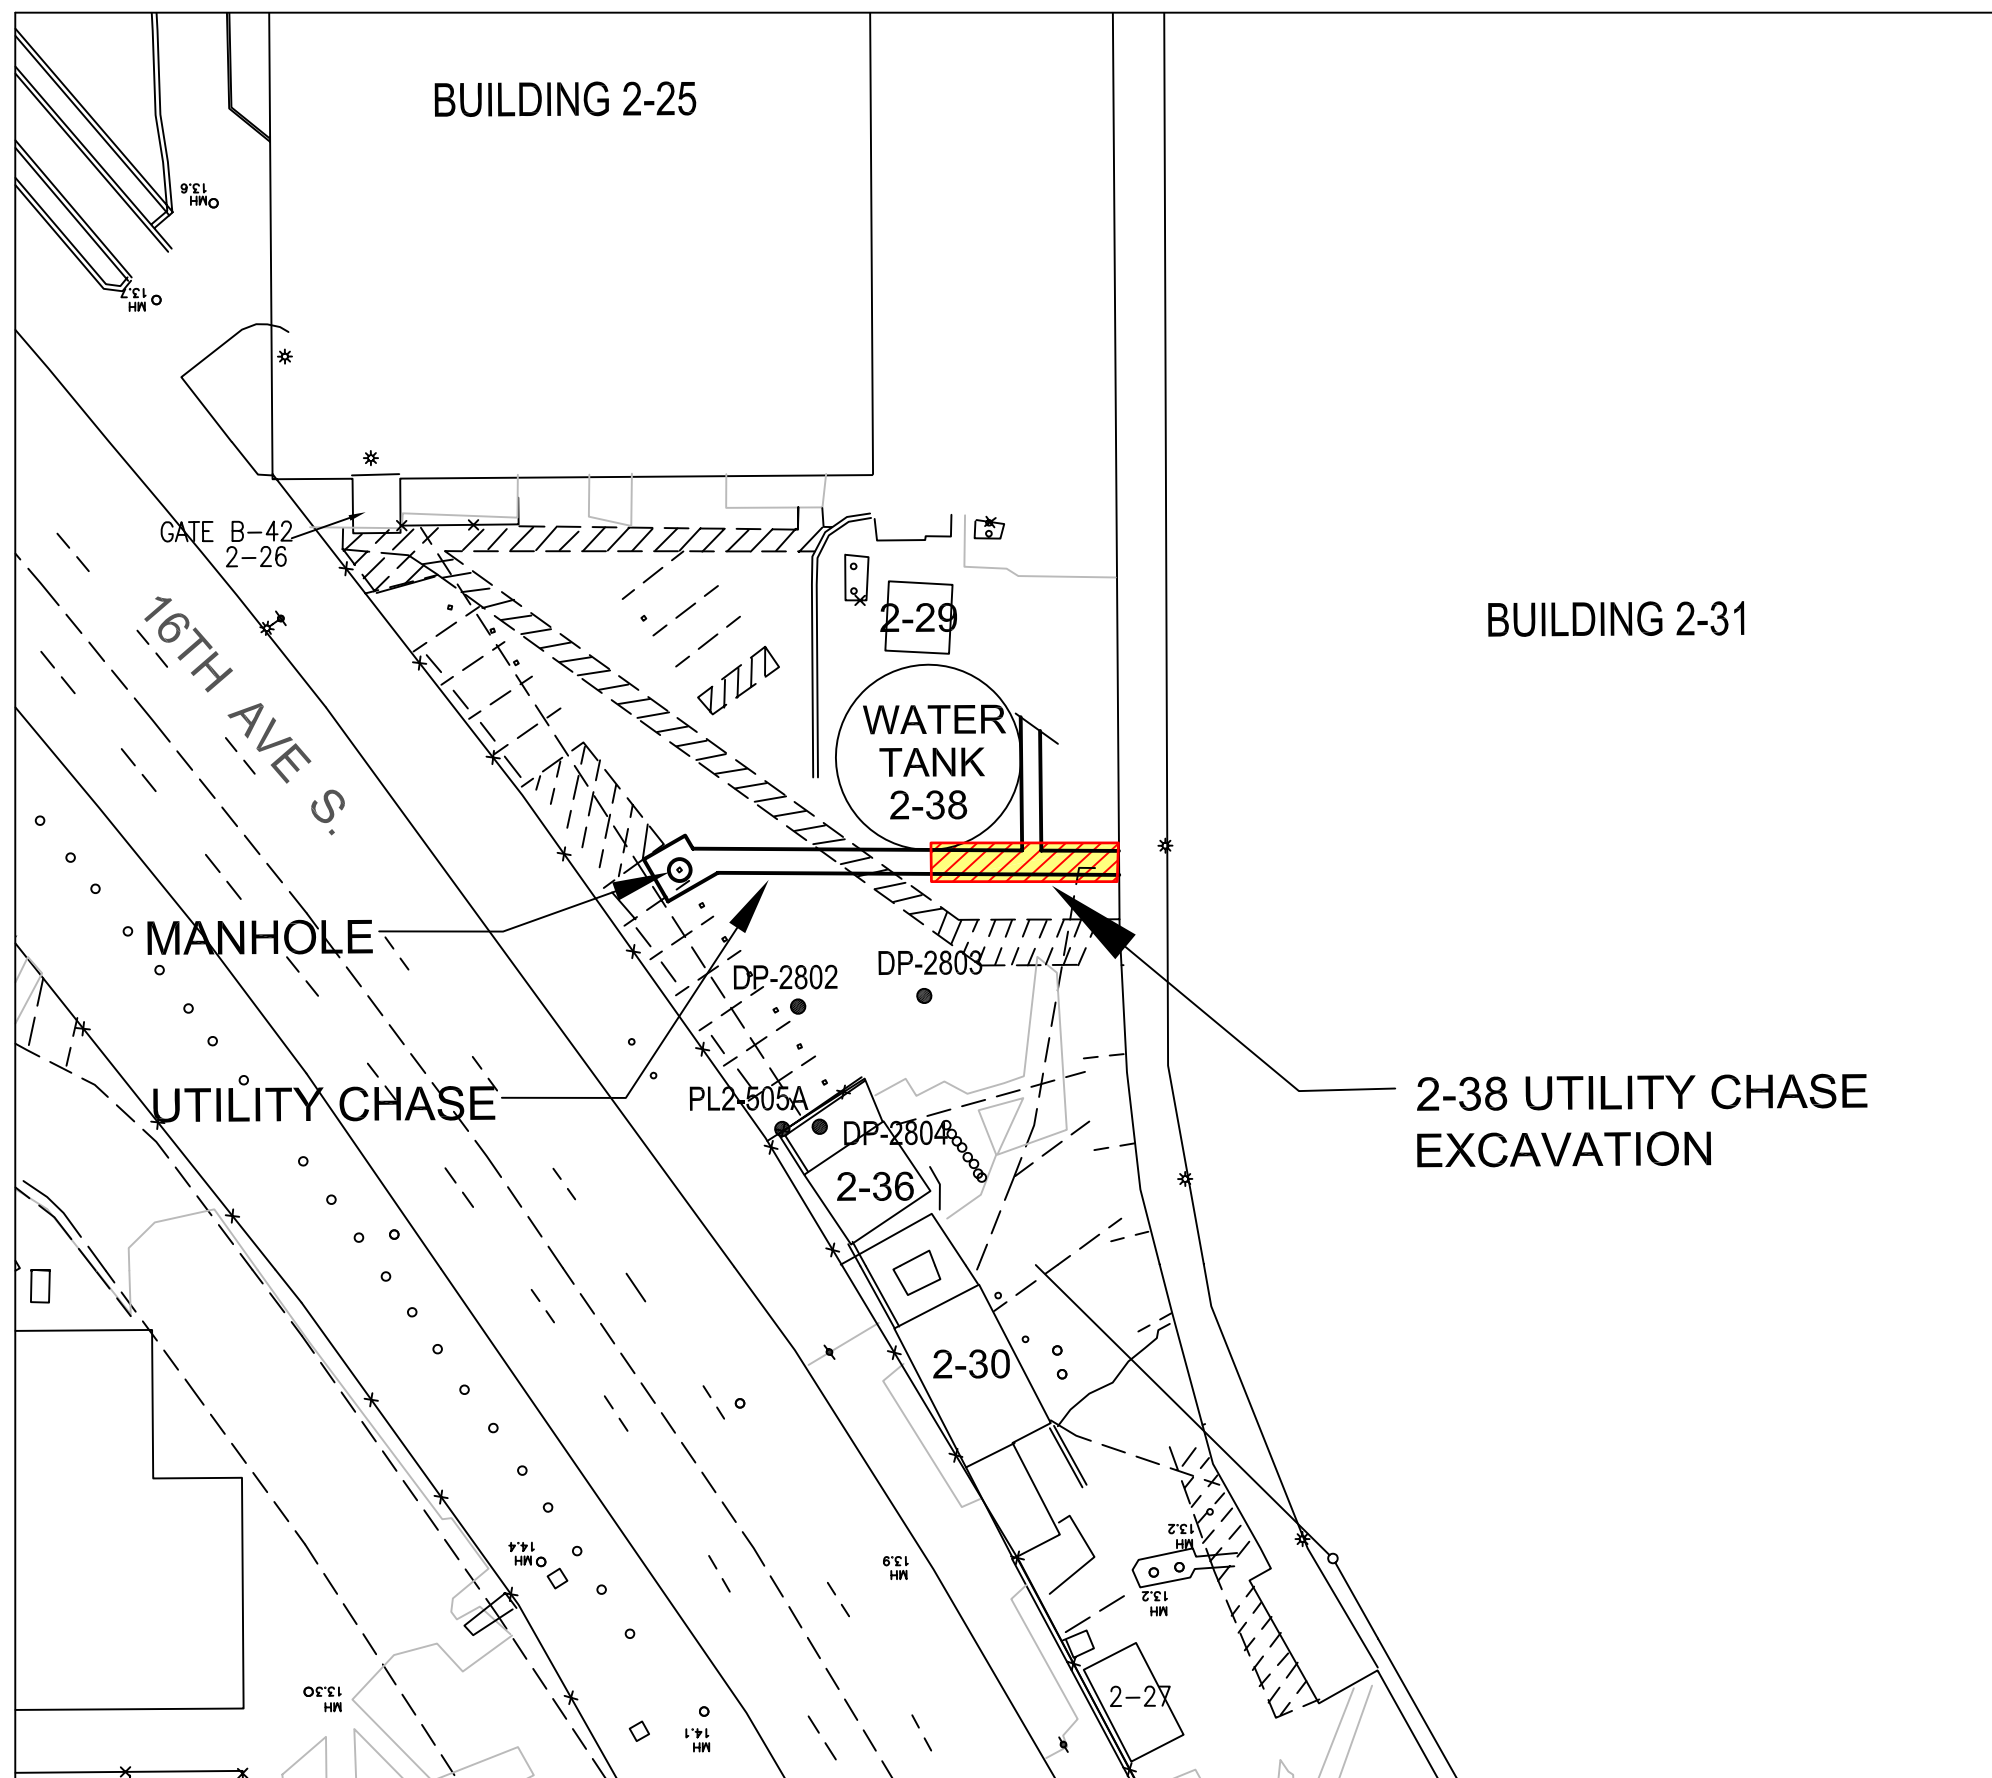 BUILDING 2-25
13.6
MH
13.7
MH
GATE B-42
2-26
16TH AVE S.
2-29
BUILDING 2-31
WATER
TANK
2-38
MANHOLE
DP-2802
DP-2803
UTILITY CHASE
PL2-505A
DP-2804
2-36
2-38 UTILITY CHASE
EXCAVATION
2-30
14.4
MH
13.9
MH
13.2
MH
13.2
MH
13.30
MH
14.1
MH
2-27